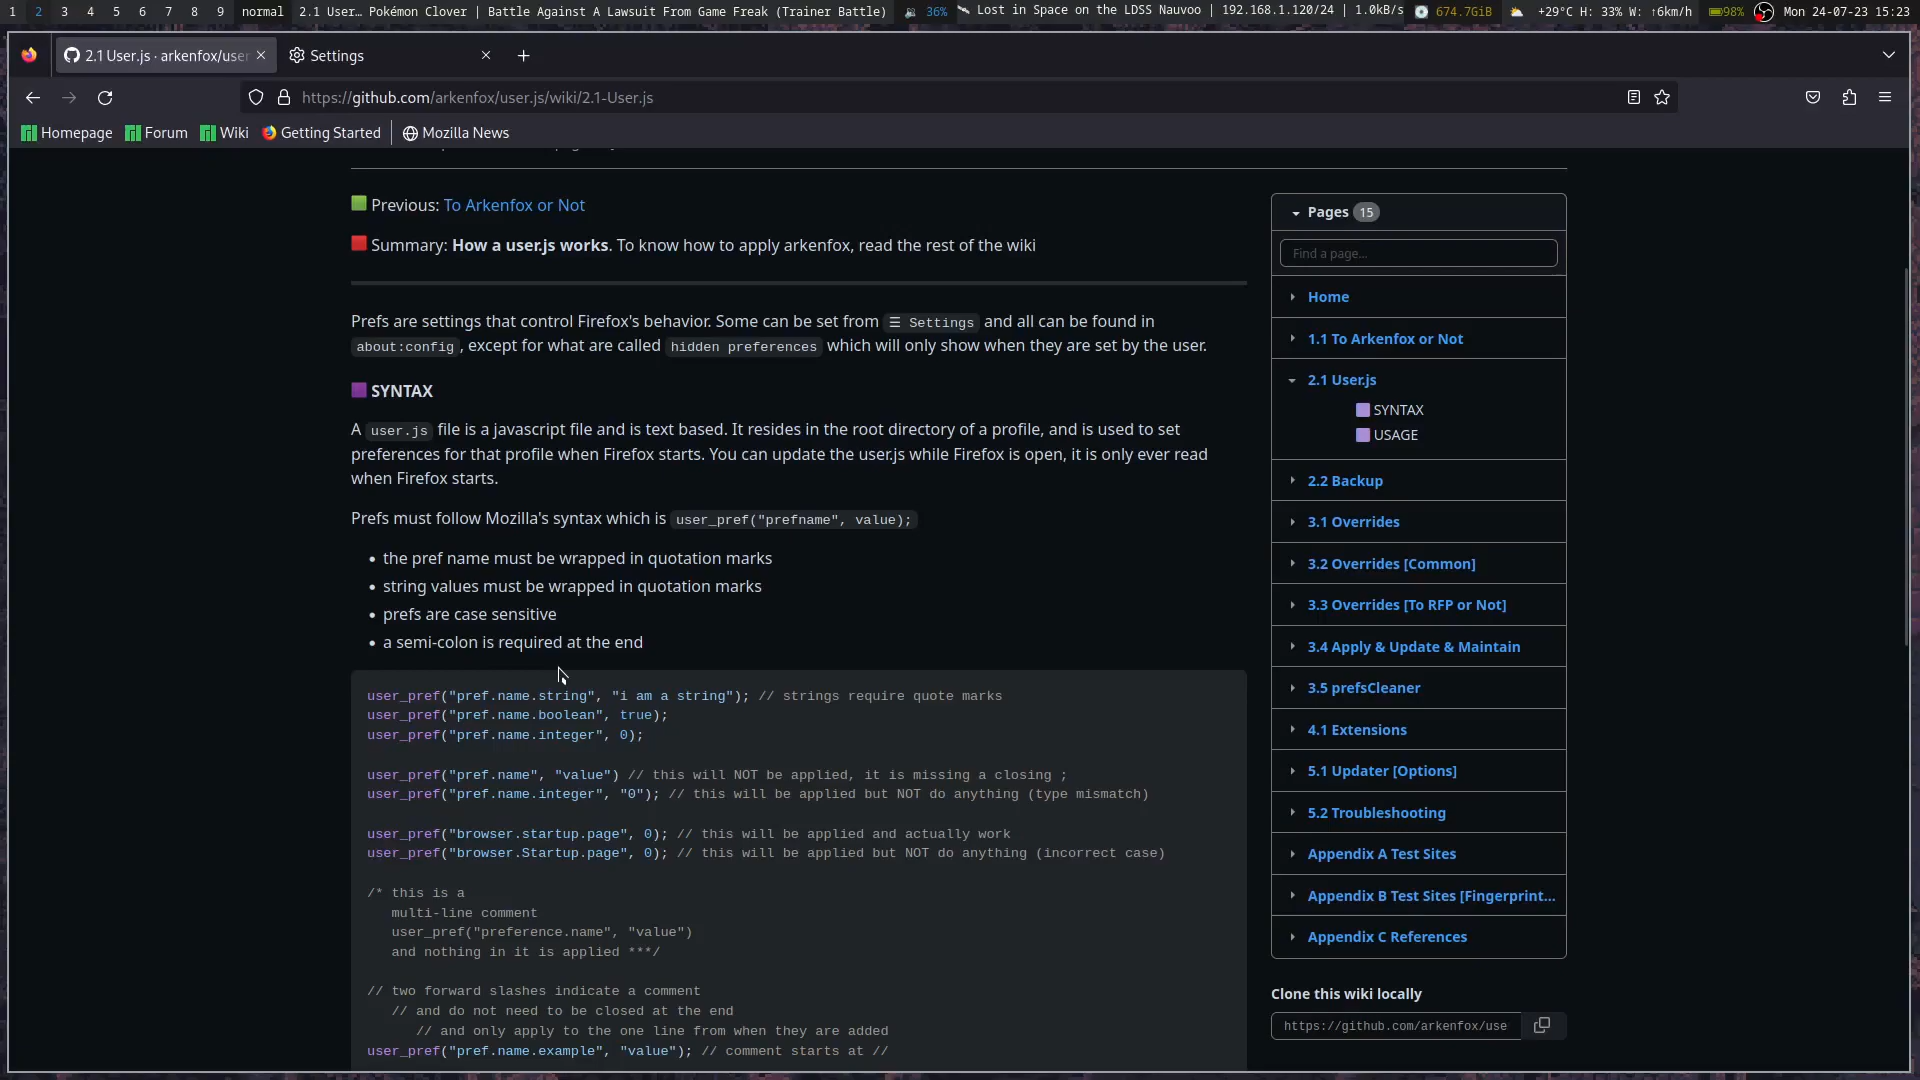 1 2 3 4 5 6 7 8 9 normal 2.1 User… Pokémon Clover | Battle Against A Lawsuit From Game Freak (Trainer Battle) 36% Lost in Space on the LDSS Nauvoo | 192.168.1.120/24 | 1.0kB/s 674.7GiB +29°C H: 33% W: ↑6km/h 98% Mon 24-07-23 15:23
2.1 User.js · arkenfox/user
Settings
https://github.com/arkenfox/user.js/wiki/2.1-User.js
Homepage Forum Wiki Getting Started Mozilla News
Previous: To Arkenfox or Not
Summary: How a user.js works. To know how to apply arkenfox, read the rest of the wiki
Prefs are settings that control Firefox's behavior. Some can be set from ☰ Settings and all can be found in
about:config, except for what are called hidden preferences which will only show when they are set by the user.
SYNTAX
A user.js file is a javascript file and is text based. It resides in the root directory of a profile, and is used to set
preferences for that profile when Firefox starts. You can update the user.js while Firefox is open, it is only ever read
when Firefox starts.
Prefs must follow Mozilla's syntax which is user_pref("prefname", value);
• the pref name must be wrapped in quotation marks
• string values must be wrapped in quotation marks
• prefs are case sensitive
• a semi-colon is required at the end
user_pref("pref.name.string", "i am a string"); // strings require quote marks
user_pref("pref.name.boolean", true);
user_pref("pref.name.integer", 0);
user_pref("pref.name", "value") // this will NOT be applied, it is missing a closing ;
user_pref("pref.name.integer", "0"); // this will be applied but NOT do anything (type mismatch)
user_pref("browser.startup.page", 0); // this will be applied and actually work
user_pref("browser.Startup.page", 0); // this will be applied but NOT do anything (incorrect case)
/* this is a
multi-line comment
user_pref("preference.name", "value")
and nothing in it is applied ***/
// two forward slashes indicate a comment
// and do not need to be closed at the end
// and only apply to the one line from when they are added
user_pref("pref.name.example", "value"); // comment starts at //
Pages 15
Find a page…
Home
1.1 To Arkenfox or Not
2.1 User.js
SYNTAX
USAGE
2.2 Backup
3.1 Overrides
3.2 Overrides [Common]
3.3 Overrides [To RFP or Not]
3.4 Apply & Update & Maintain
3.5 prefsCleaner
4.1 Extensions
5.1 Updater [Options]
5.2 Troubleshooting
Appendix A Test Sites
Appendix B Test Sites [Fingerprint…
Appendix C References
Clone this wiki locally
https://github.com/arkenfox/use